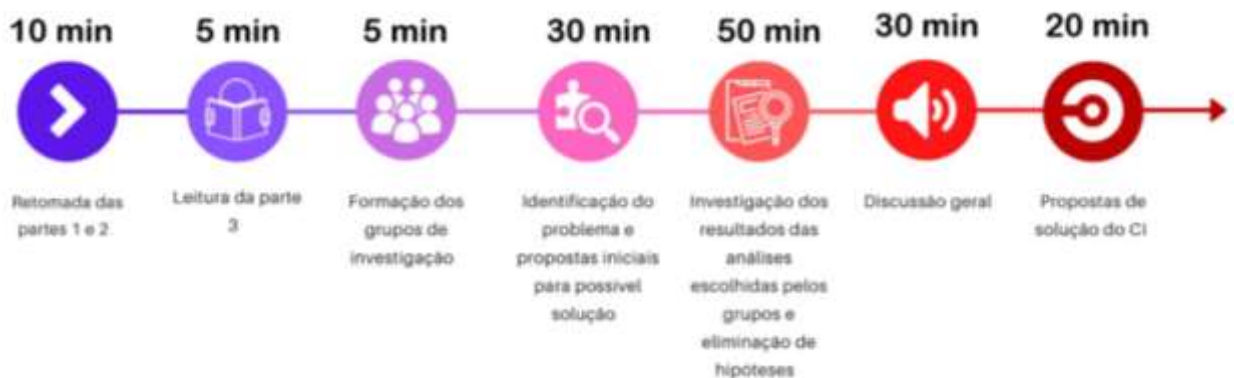 10 min
5 min
5 min
30 min
50 min
30 min
20 min
Retomada das
partes 1 e 2
Leitura da parte
3
Formação dos
grupos de
investigação
Identificação do
problema e
propostas iniciais
para possível
solução
Investigação dos
resultados das
análises
escolhidas pelos
grupos e
eliminação de
hipóteses
Discussão geral
Propostas de
solução do CI